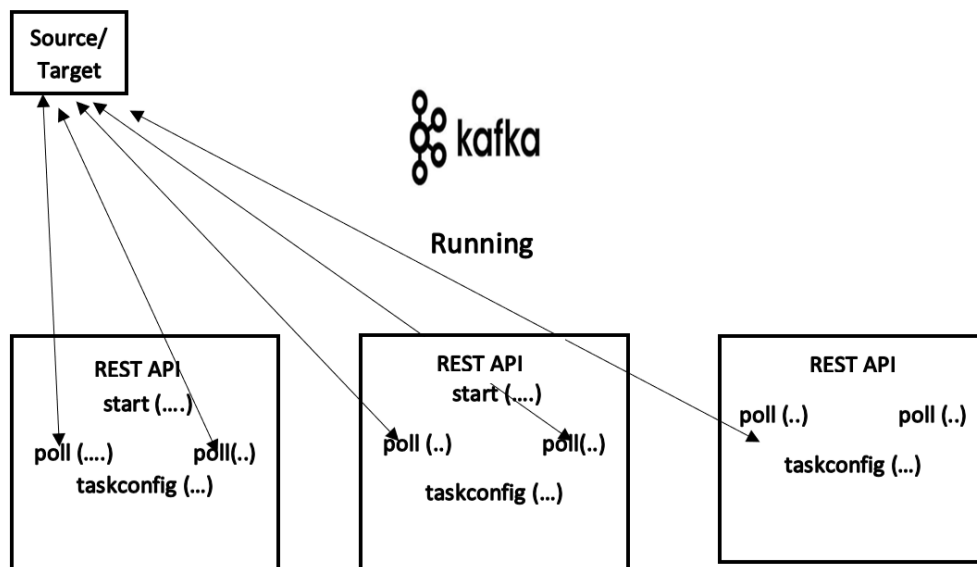 Source/
Target
kafka
Running
REST API
start (....)
poll (....) poll(..)
taskconfig (...)
REST API
start (....)
poll (..) poll(..)
taskconfig (...)
REST API
poll (..) poll (..)
taskconfig (...)